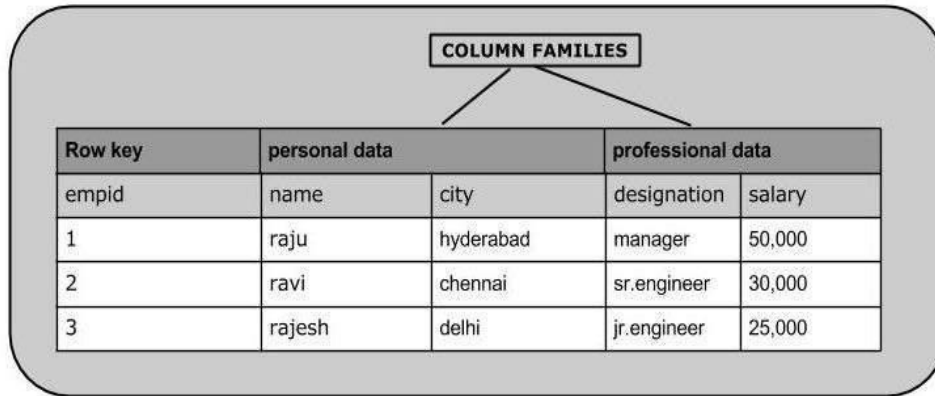 COLUMN FAMILIES
Row key personal data professional data
empid name city designation salary
1 raju hyderabad manager 50,000
2 ravi chennai sr.engineer 30,000
3 rajesh delhi jr.engineer 25,000